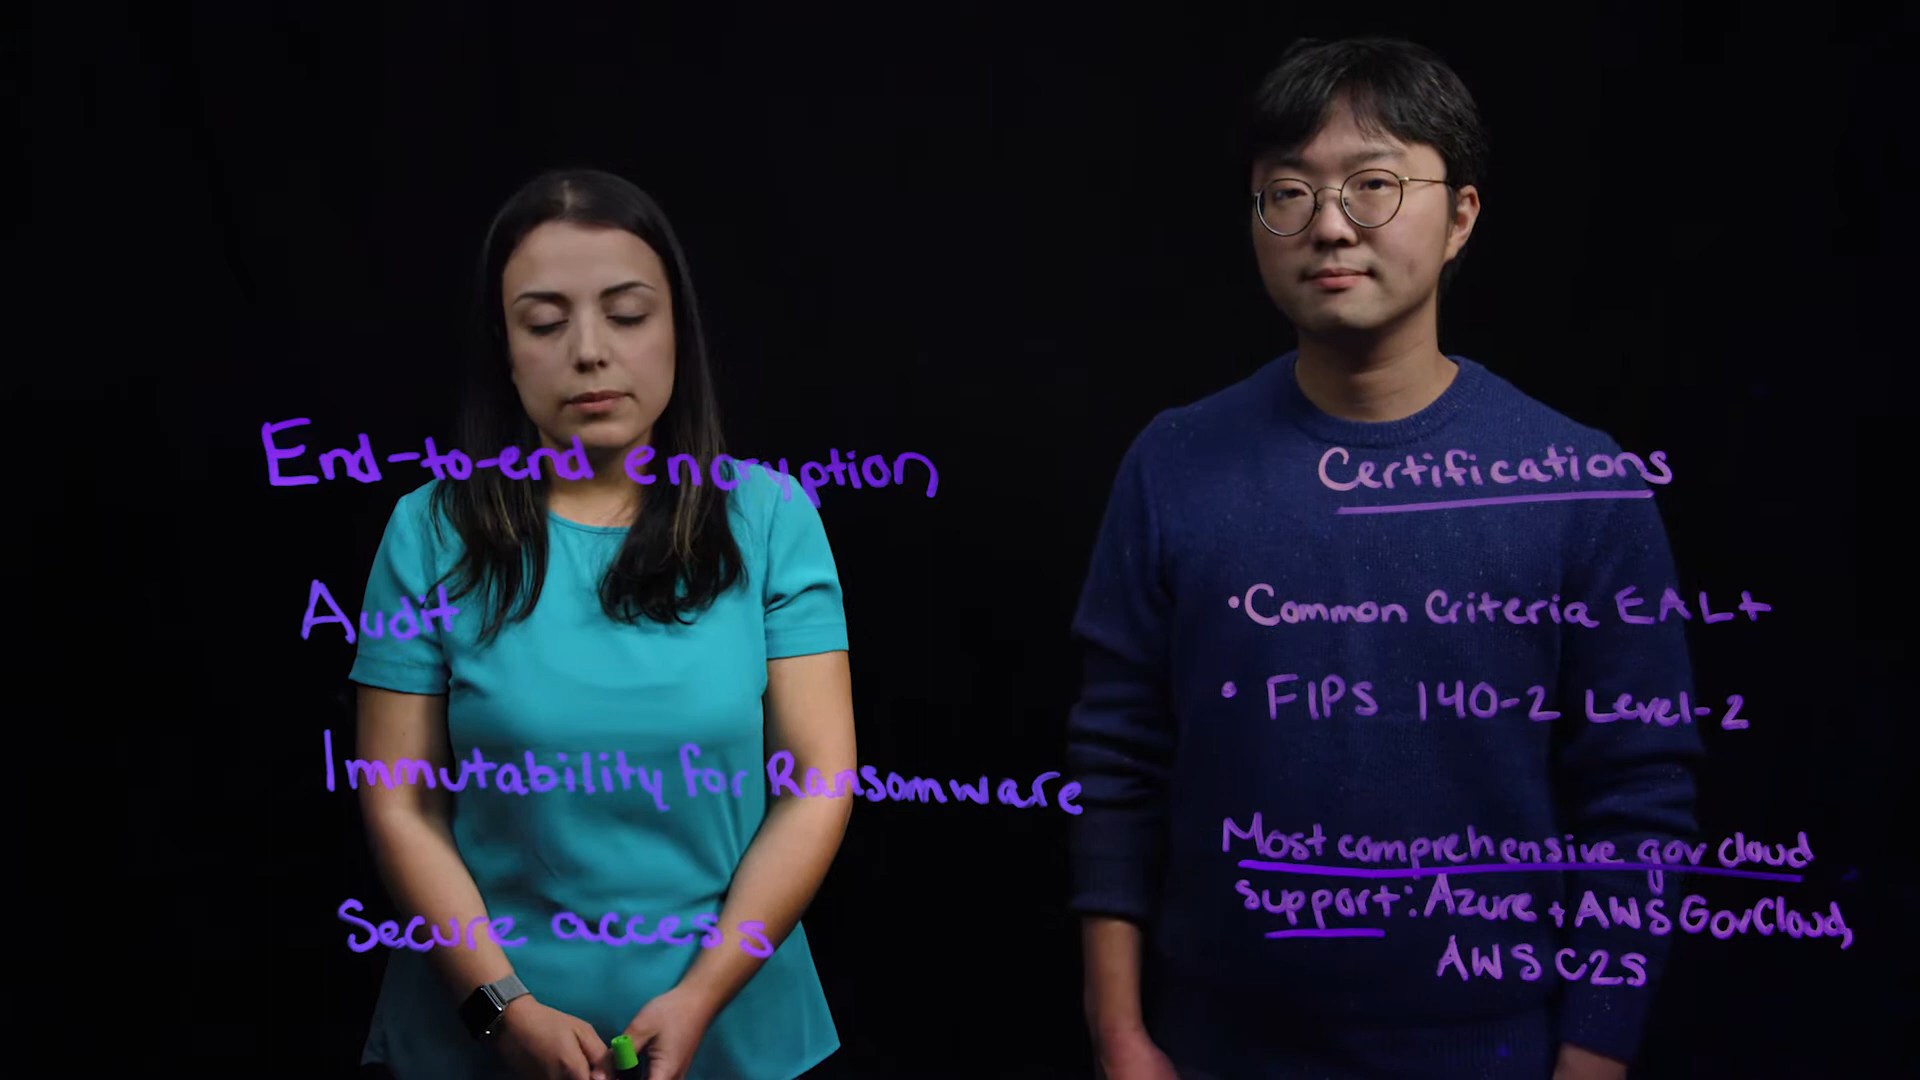 End-to-end encryption
Audit
Immutability for Ransomware
Secure access
Certifications
•Common Criteria EAL+
• FIPS 140-2 Level-2
Most comprehensive gov cloud
support: Azure + AWS GovCloud,
AWS C2S